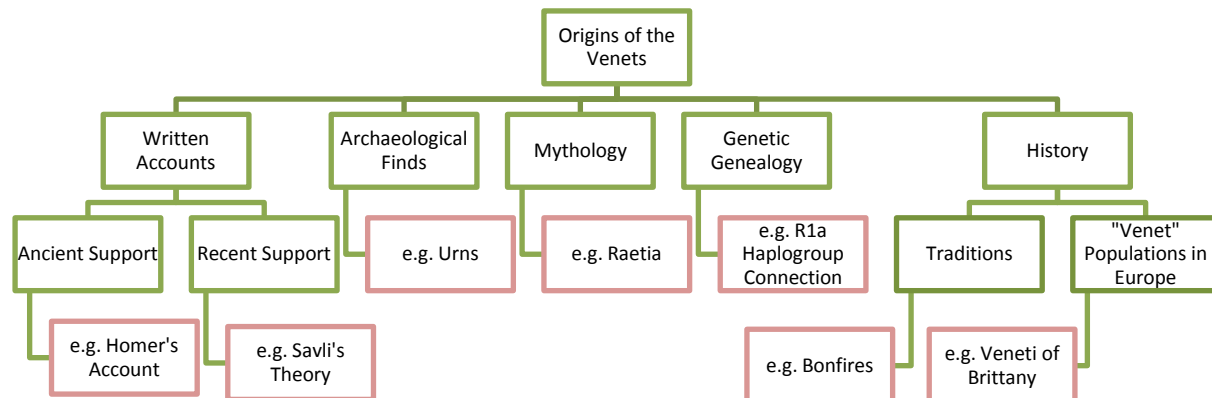 Origins of the
Venets
Written
Accounts
Archaeological
Finds
Mythology
Genetic
Genealogy
History
Ancient Support
Recent Support
e.g. Urns
e.g. Raetia
e.g. R1a
Haplogroup
Connection
Traditions
"Venet"
Populations in
Europe
e.g. Homer's
Account
e.g. Savli's
Theory
e.g. Bonfires
e.g. Veneti of
Brittany